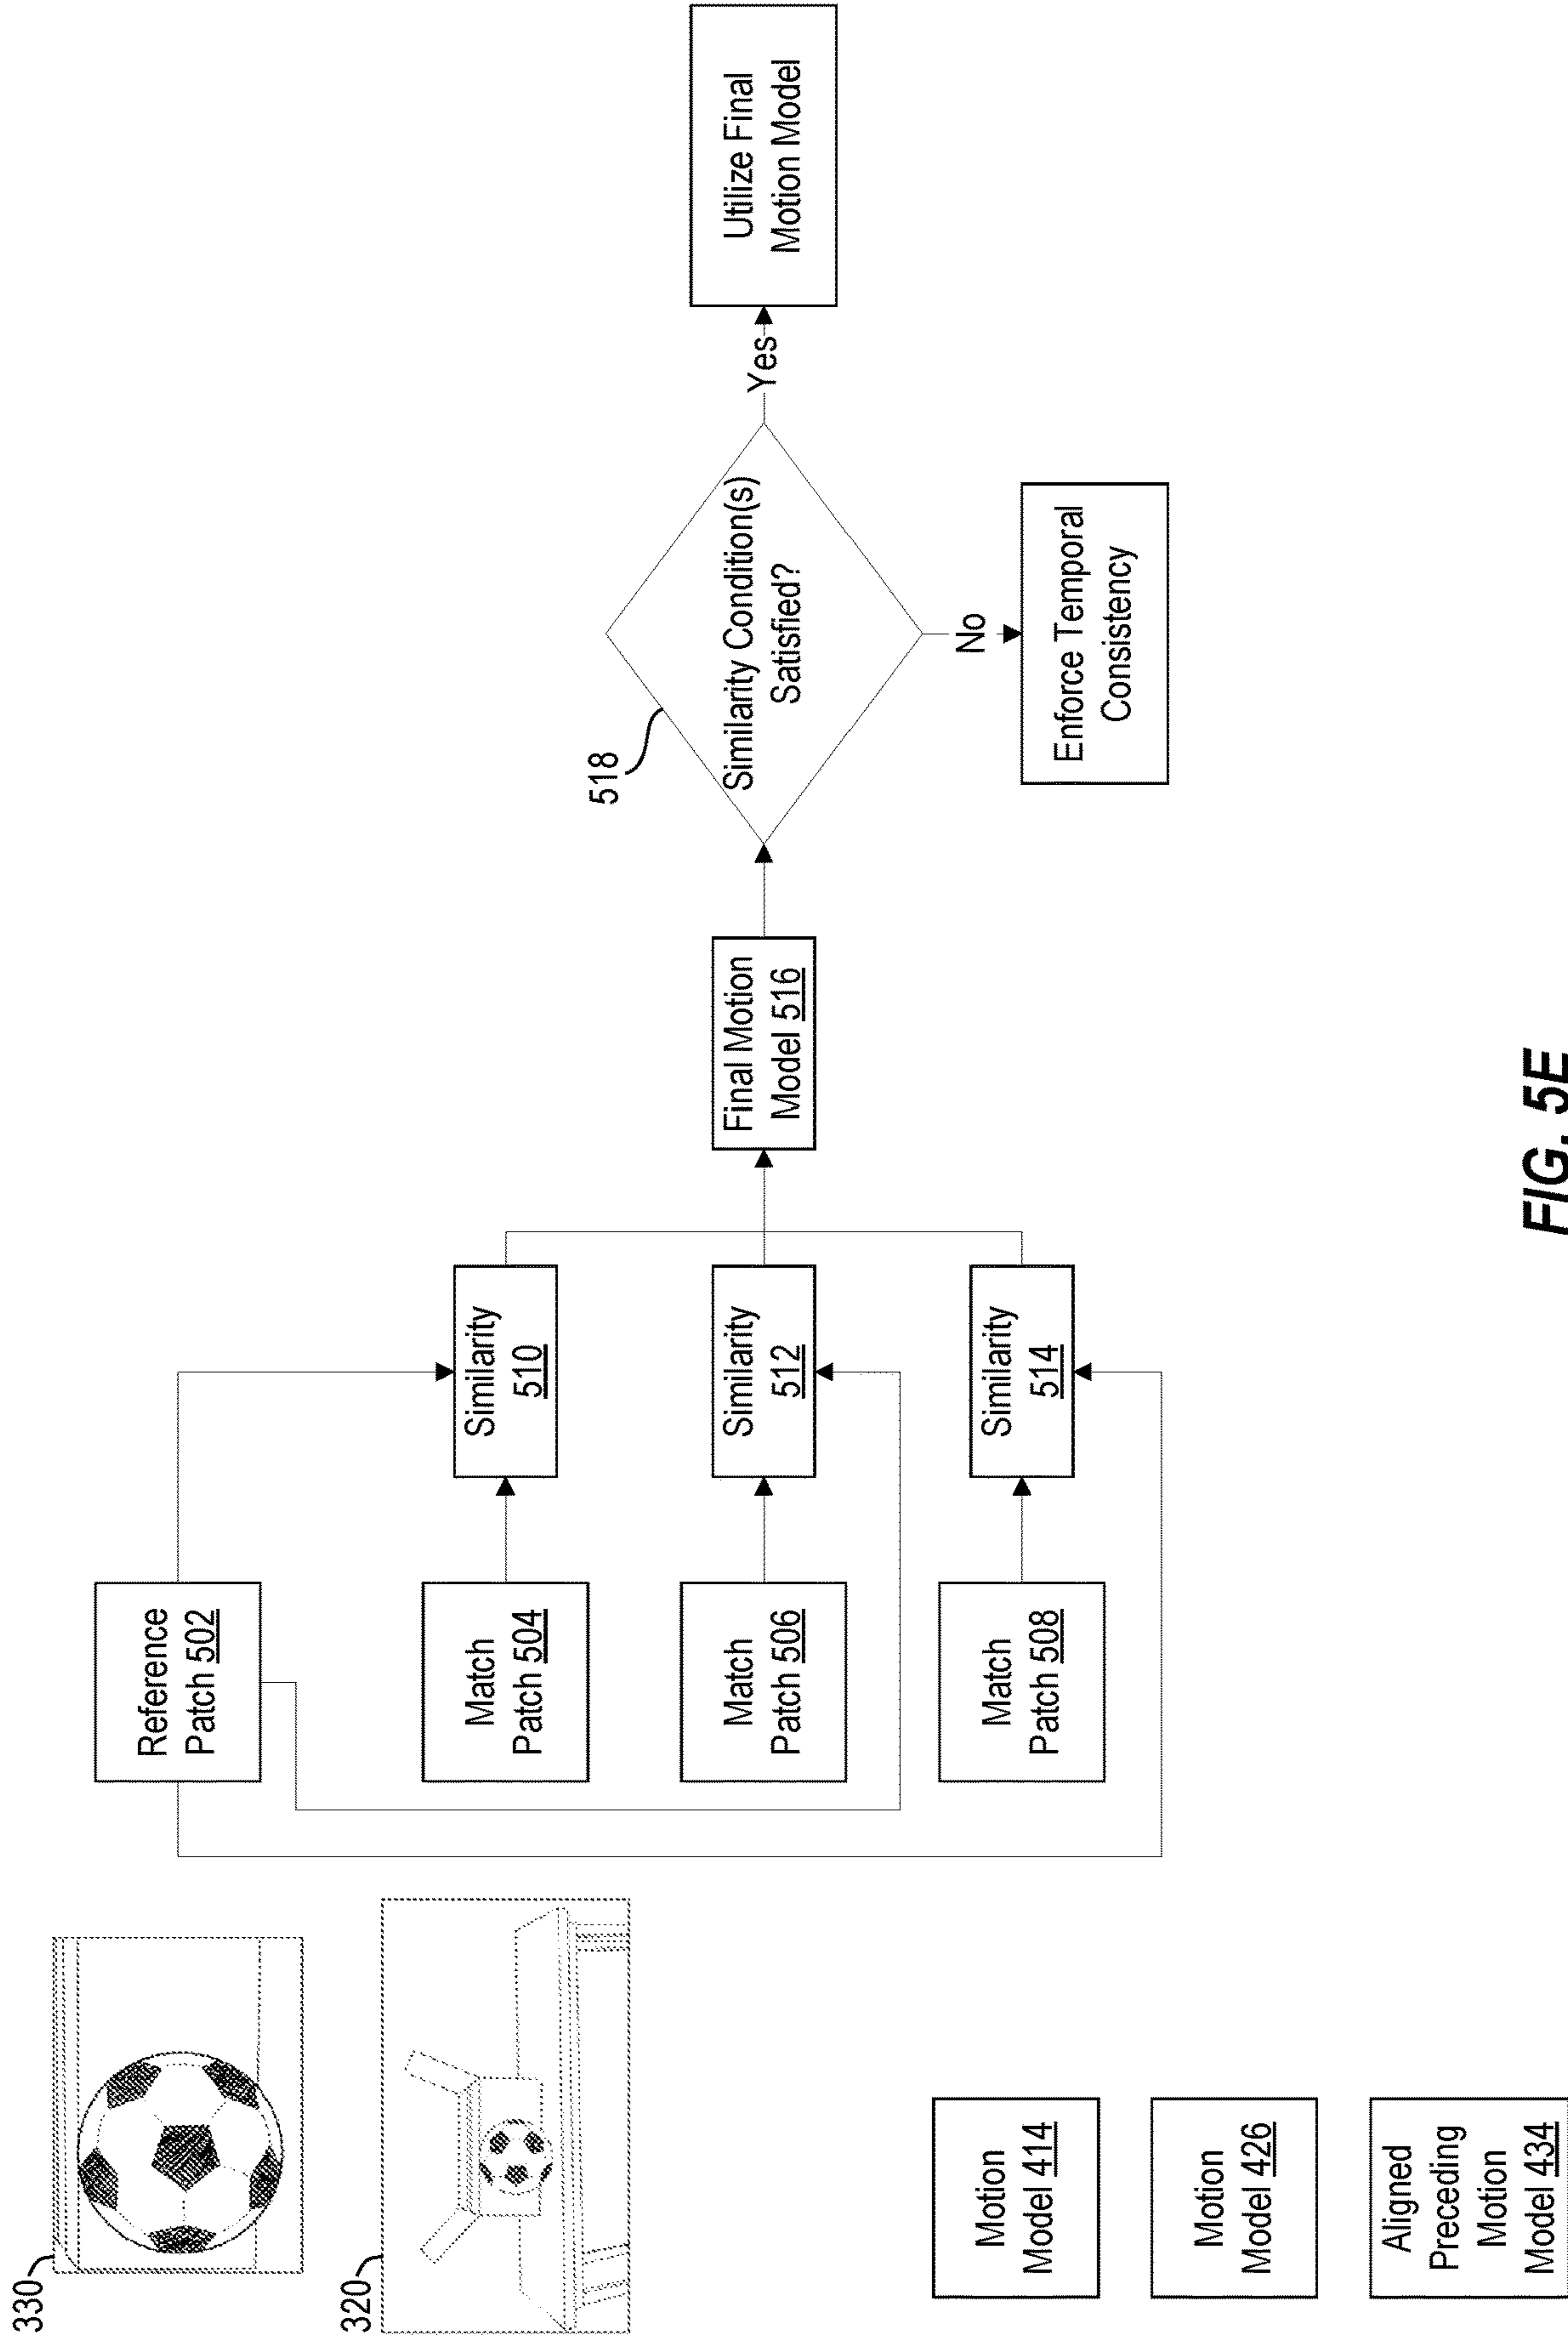 330
320
Motion
Model 414
Motion
Model 426
Aligned
Preceding
Motion
Model 434
Reference
Patch 502
Match
Patch 504
Match
Patch 506
Match
Patch 508
Similarity
510
Similarity
512
Similarity
514
Final Motion
Model 516
518
Similarity Condition(s)
Satisfied?
Yes
No
Utilize Final
Motion Model
Enforce Temporal
Consistency
FIG. 5E